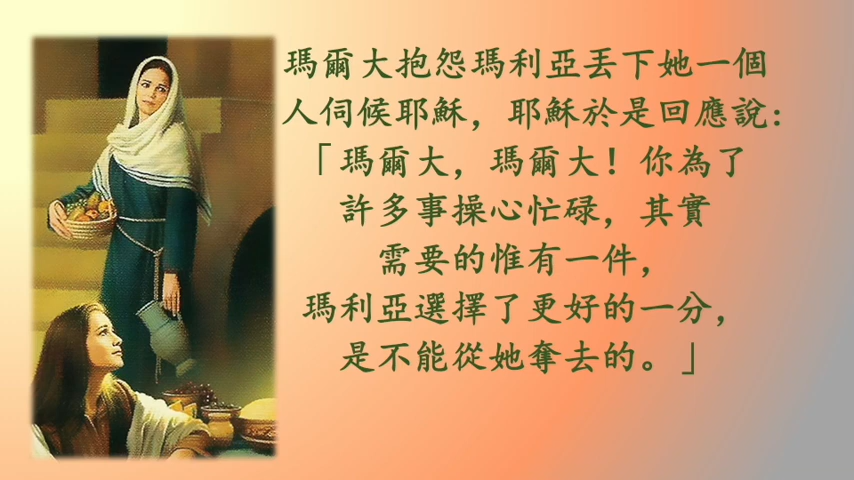 瑪爾大抱怨瑪利亞丟下她一個
人伺候耶穌，耶穌於是回應說：
「瑪爾大，瑪爾大！你為了
許多事操心忙碌，其實
需要的惟有一件，
瑪利亞選擇了更好的一分，
是不能從她奪去的。」